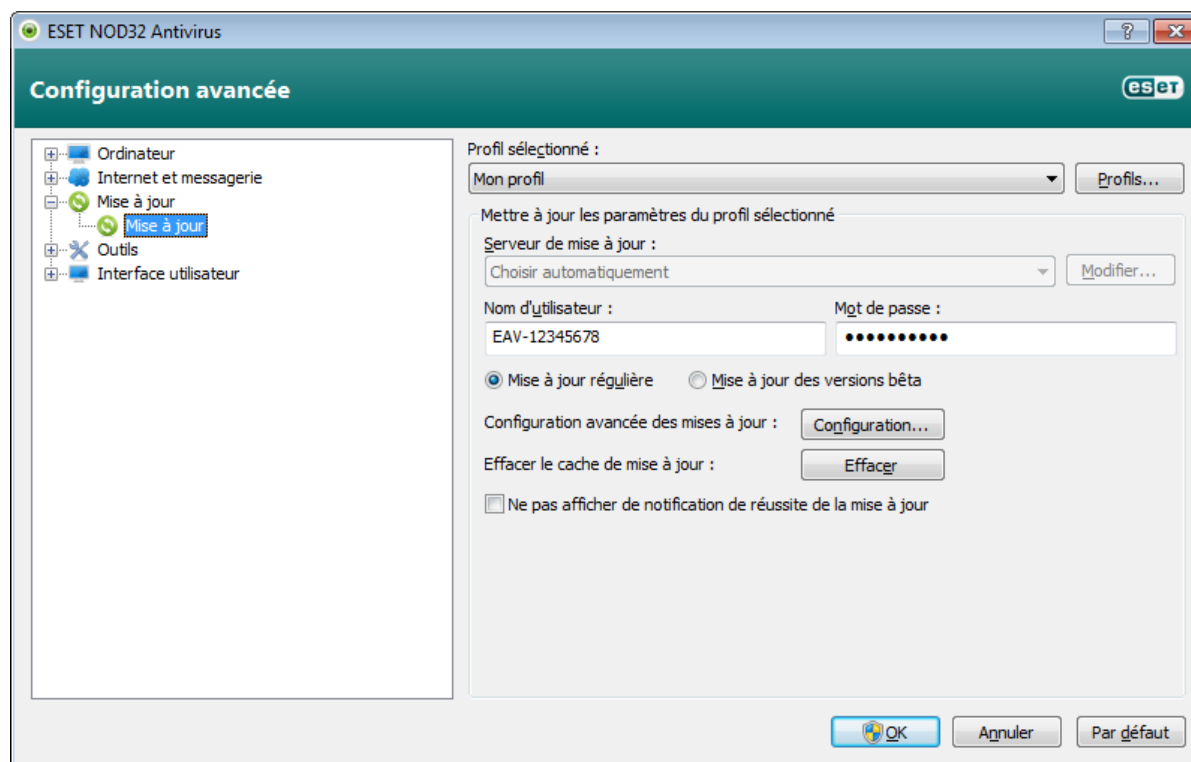 ESET NOD32 Antivirus
Configuration avancée
eseT
Ordinateur
Internet et messagerie
Mise à jour
Mise à jour
Outils
Interface utilisateur
Profil sélectionné :
Mon profil
Profils...
Mettre à jour les paramètres du profil sélectionné
Serveur de mise à jour :
Choisir automatiquement
Modifier...
Nom d'utilisateur : Mot de passe :
EAV-12345678 ••••••••••
Mise à jour régulière Mise à jour des versions bêta
Configuration avancée des mises à jour : Configuration...
Effacer le cache de mise à jour : Effacer
Ne pas afficher de notification de réussite de la mise à jour
OK Annuler Par défaut